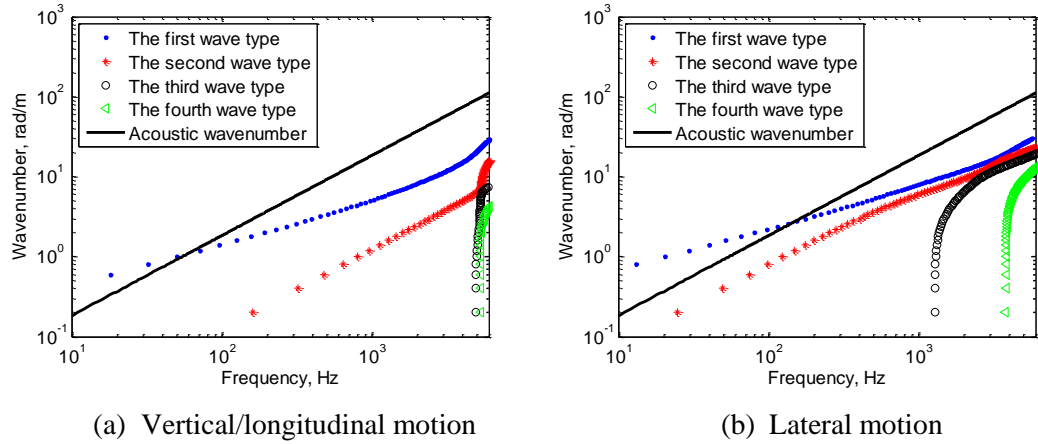 The first wave type
The second wave type
The third wave type
The fourth wave type
Acoustic wavenumber
Wavenumber, rad/m
10^3
10^2
10^1
10^0
10^-1
10^1
10^2
10^3
Frequency, Hz
(a) Vertical/longitudinal motion
The first wave type
The second wave type
The third wave type
The fourth wave type
Acoustic wavenumber
Wavenumber, rad/m
10^3
10^2
10^1
10^0
10^-1
10^1
10^2
10^3
Frequency, Hz
(b) Lateral motion